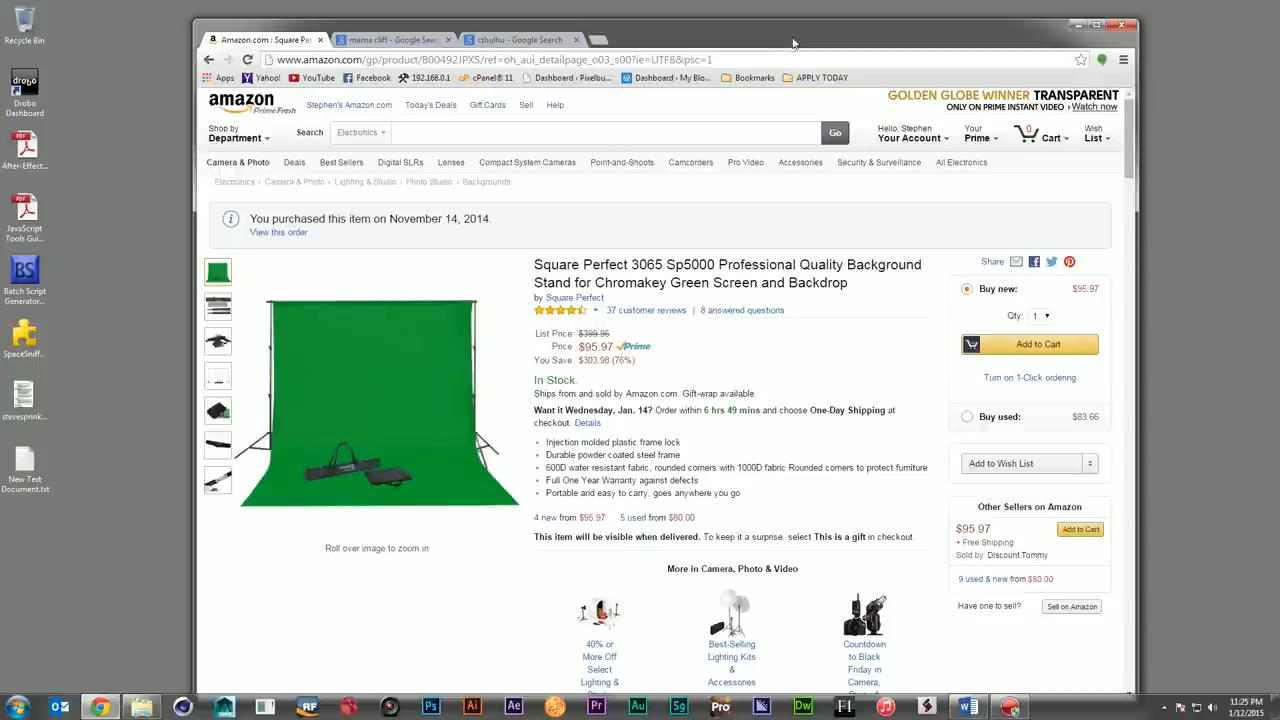 Recycle Bin
Drobo
Dashboard
After-Effect...
JavaScript
Tools Gui...
Batch Script
Generator...
SpaceSniff...
stevesprink...
New Text
Document.txt
Amazon.com : Square Per
mama cliff - Google Sear
cthulhu - Google Search
www.amazon.com/gp/product/B00492JPXS/ref=oh_aui_detailpage_o03_s00?ie=UTF8&psc=1
Apps Yahoo! YouTube Facebook 192.168.0.1 cPanel® 11 Dashboard ‹ Pixelbu... Dashboard ‹ My Blo... Bookmarks APPLY TODAY
amazon
PrimeFresh
Stephen's Amazon.com Today's Deals Gift Cards Sell Help
GOLDEN GLOBE WINNER TRANSPARENT
ONLY ON PRIME INSTANT VIDEO › Watch now
Shop by
Department
Search Electronics Go
Hello, Stephen
Your Account
Your
Prime
0
Cart
Wish
List
Camera & Photo Deals Best Sellers Digital SLRs Lenses Compact System Cameras Point-and-Shoots Camcorders Pro Video Accessories Security & Surveillance All Electronics
Electronics › Camera & Photo › Lighting & Studio › Photo Studio › Backgrounds
You purchased this item on November 14, 2014.
View this order
Square Perfect 3065 Sp5000 Professional Quality Background
Stand for Chromakey Green Screen and Backdrop
by Square Perfect
37 customer reviews | 8 answered questions
List Price: $399.95
Price: $95.97 Prime
You Save: $303.98 (76%)
In Stock.
Ships from and sold by Amazon.com. Gift-wrap available.
Want it Wednesday, Jan. 14? Order within 6 hrs 49 mins and choose One-Day Shipping at
checkout. Details
Injection molded plastic frame lock
Durable powder coated steel frame
600D water resistant fabric, rounded corners with 1000D fabric Rounded corners to protect furniture
Full One Year Warranty against defects
Portable and easy to carry, goes anywhere you go
4 new from $95.97 5 used from $80.00
This item will be visible when delivered. To keep it a surprise, select This is a gift in checkout.
Roll over image to zoom in
More in Camera, Photo & Video
40% or
More Off
Select
Lighting &
Best-Selling
Lighting Kits
&
Accessories
Countdown
to Black
Friday in
Camera,
Share
Buy new: $95.97
Qty: 1
Add to Cart
Turn on 1-Click ordering
Buy used: $83.66
Add to Wish List
Other Sellers on Amazon
$95.97 Add to Cart
+ Free Shipping
Sold by: Discount Tommy
9 used & new from $80.00
Have one to sell? Sell on Amazon
Ps Ai Ae Pr Au Sg Pro Dw
11:25 PM
1/12/2015